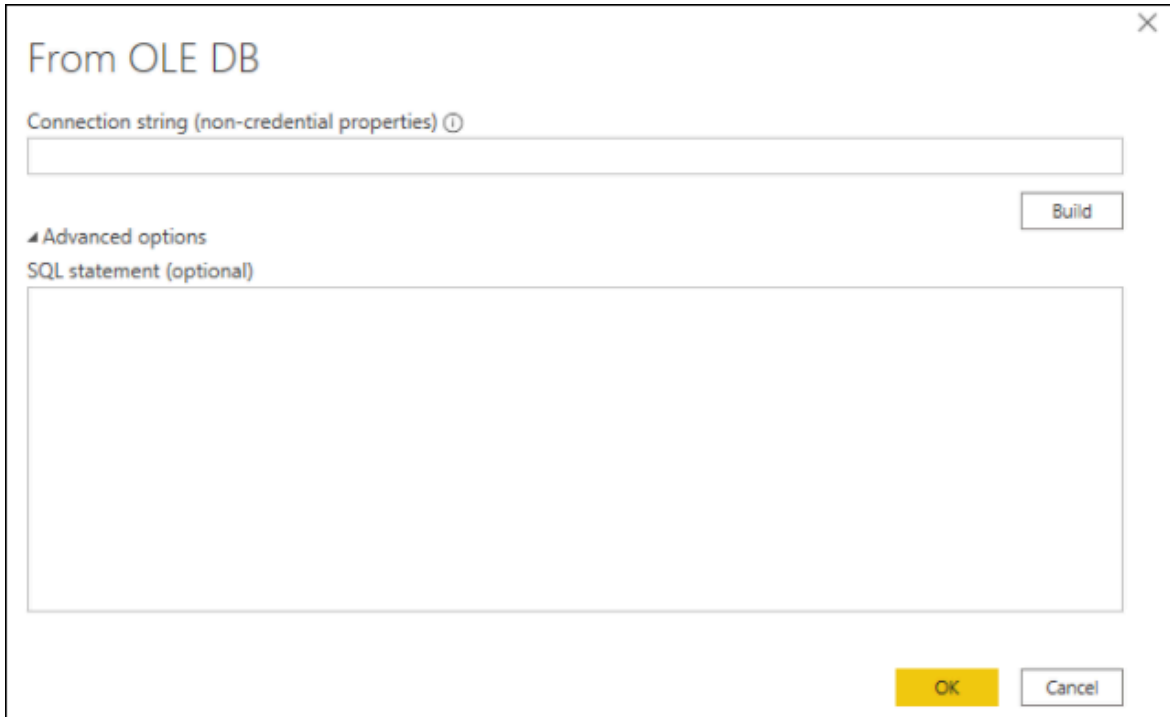 From OLE DB
Connection string (non-credential properties)
Build
Advanced options
SQL statement (optional)
OK
Cancel